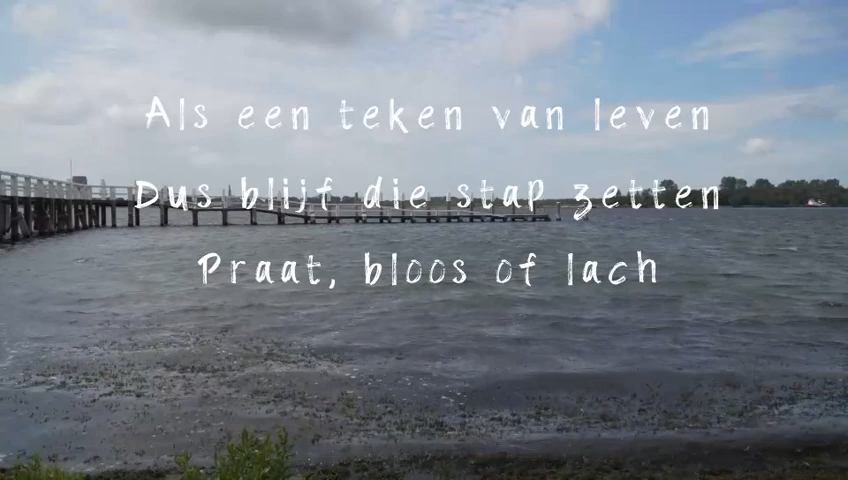 Als een teken van leven
Dus blijf die stap zetten
Praat, bloos of lach